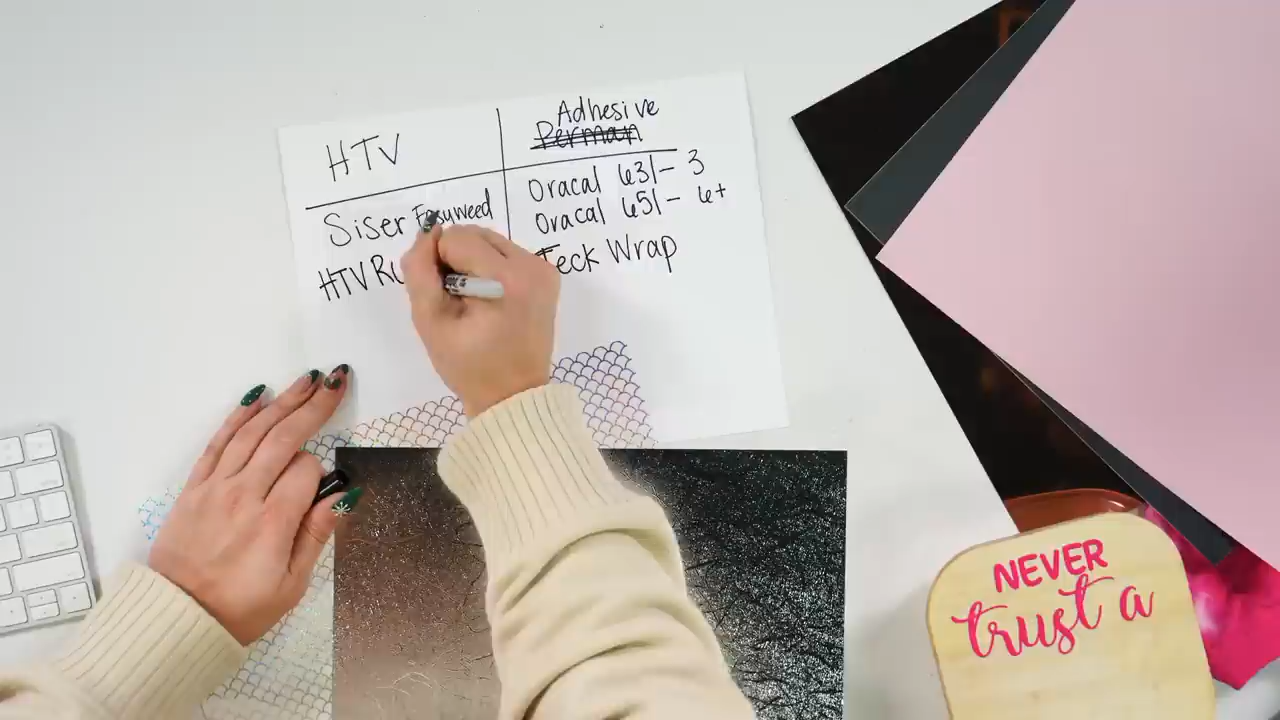 HTV
Siser Easyweed
HTV
Adhesive
Perman
Oracal 631 - 3
Oracal 651 - 6+
Teck Wrap
NEVER
trust a